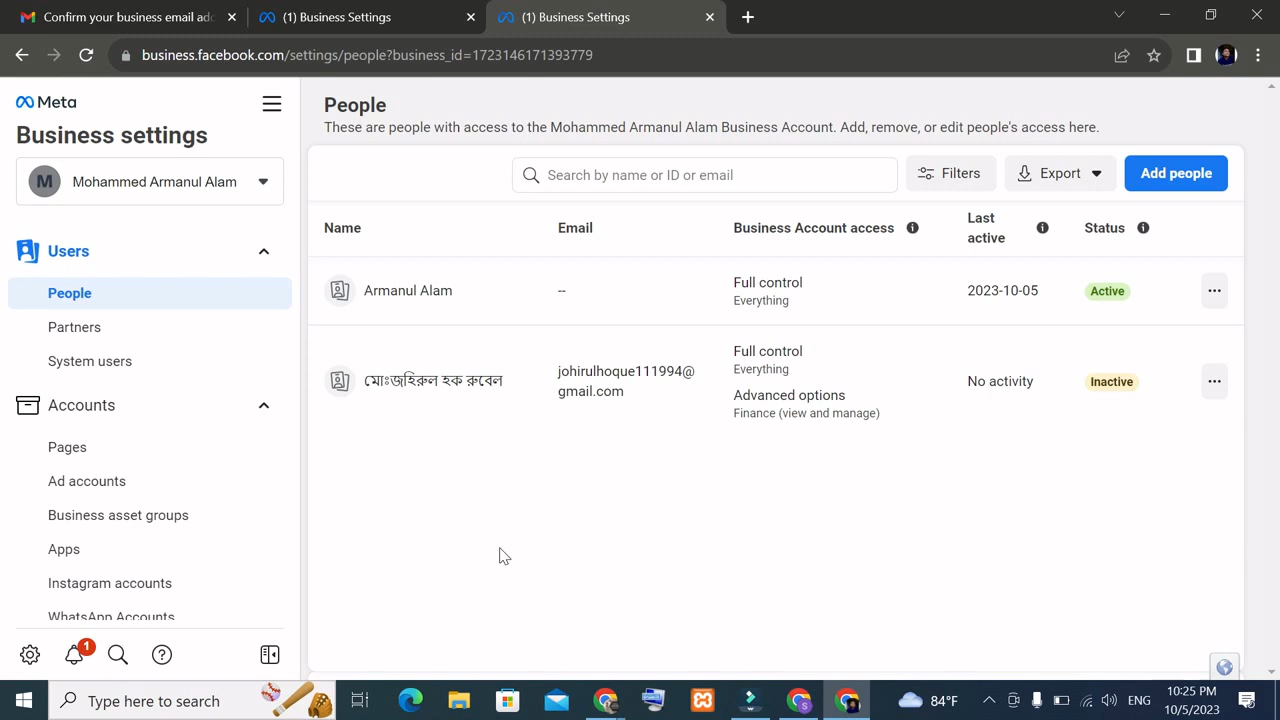 Confirm your business email add
(1) Business Settings
(1) Business Settings
business.facebook.com/settings/people?business_id=1723146171393779
Meta
Business settings
M
Mohammed Armanul Alam
Users
People
Partners
System users
Accounts
Pages
Ad accounts
Business asset groups
Apps
Instagram accounts
WhatsApp Accounts
1
People
These are people with access to the Mohammed Armanul Alam Business Account. Add, remove, or edit people's access here.
Search by name or ID or email
Filters
Export
Add people
Name
Email
Business Account access
Last
active
Status
Armanul Alam
--
Full control
Everything
2023-10-05
Active
মোঃজহিরুল হক রুবেল
johirulhoque111994@
gmail.com
Full control
Everything
Advanced options
Finance (view and manage)
No activity
Inactive
Type here to search
84°F
ENG
10:25 PM
10/5/2023